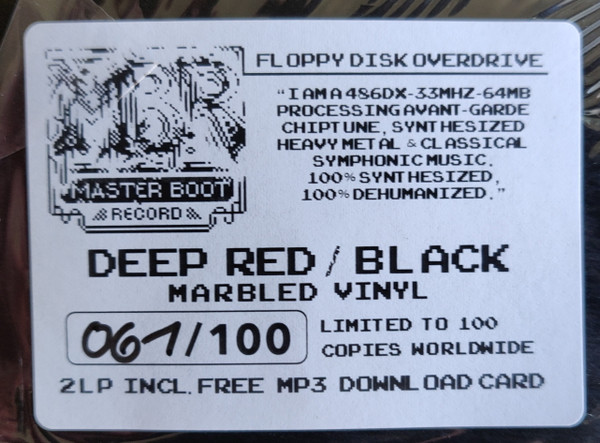 MBR
MASTER BOOT
RECORD
FLOPPY DISK OVERDRIVE
"I AM A 486DX-33MHZ-64MB
PROCESSING AVANT-GARDE
CHIPTUNE, SYNTHESIZED
HEAVY METAL & CLASSICAL
SYMPHONIC MUSIC.
100% SYNTHESIZED,
100% DEHUMANIZED."
DEEP RED / BLACK
MARBLED VINYL
061/100
LIMITED TO 100
COPIES WORLDWIDE
2LP INCL. FREE MP3 DOWNLOAD CARD